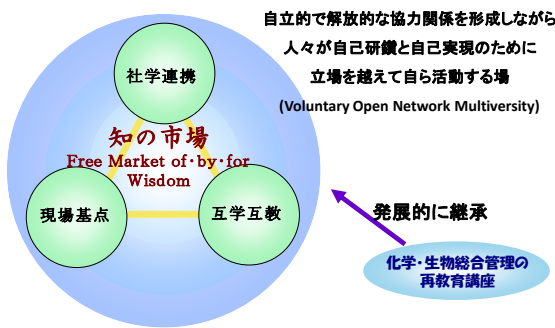 自立的で解放的な協力関係を形成しながら
人々が自己研鑽と自己実現のために
立場を越えて自ら活動する場
(Voluntary Open Network Multiversity)
社学連携
知の市場
Free Market of・by・for
Wisdom
現場基点
互学互教
発展的に継承
化学・生物総合管理の
再教育講座